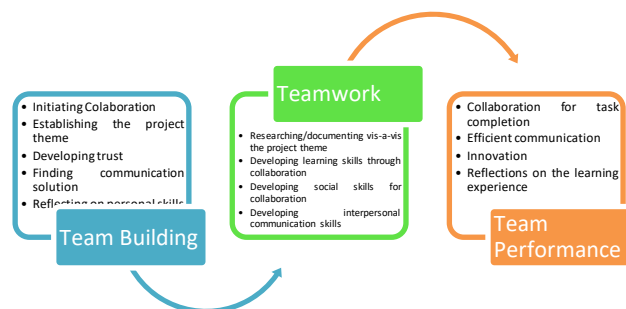 • Initiating Colaboration
• Establishing the project
theme
• Developing trust
• Finding communication
solution
• Reflecting on personal skills
Team Building
Teamwork
• Researching/documenting vis-a-vis
the project theme
• Developing learning skills through
collaboration
• Developing social skills for
collaboration
• Developing interpersonal
communication skills
• Collaboration for task
completion
• Efficient communication
• Innovation
• Reflections on the learning
experience
Team
Performance